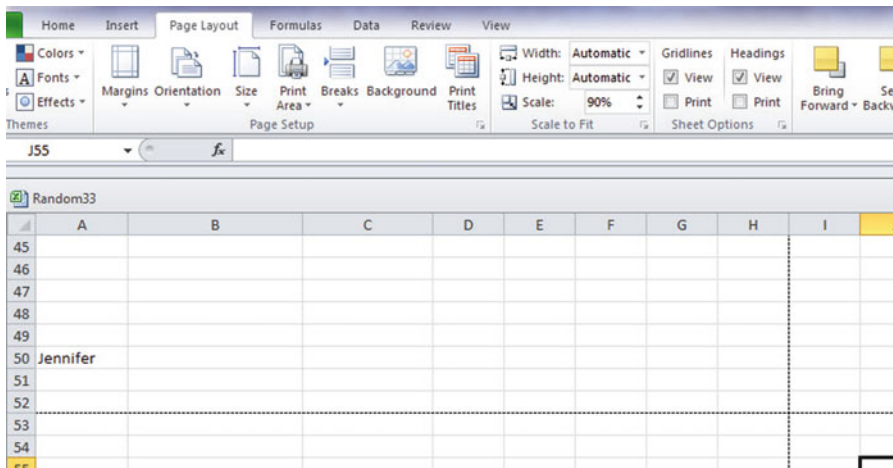 Home Insert Page Layout Formulas Data Review View
Colors Width: Automatic Gridlines Headings
A Fonts Height: Automatic View View
Effects Margins Orientation Size Print Area Breaks Background Print Titles Scale: 90% Print Print Bring Forward
Themes Page Setup Scale to Fit Sheet Options
J55 fx
Random33
A B C D E F G H I
45
46
47
48
49
50 Jennifer
51
52
53
54
55